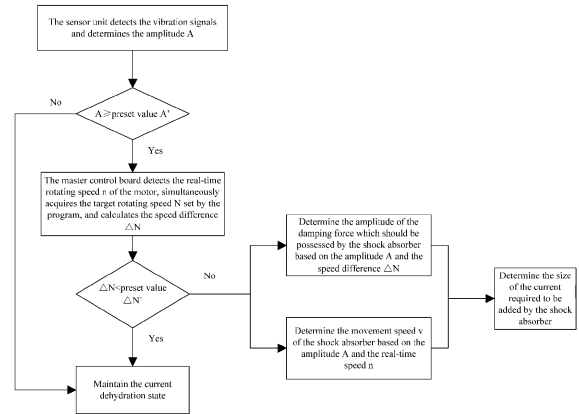 The sensor unit detects the vibration signals
and determines the amplitude A
No
A≥preset value A'
Yes
The master control board detects the real-time
rotating speed n of the motor, simultaneously
acquires the target rotating speed N set by the
program, and calculates the speed difference
△N
Determine the amplitude of the
damping force which should be
possessed by the shock absorber
based on the amplitude A and the
speed difference △N
No
△N<preset value
△N'
Determine the size
of the current
required to be
added by the shock
absorber
Yes
Determine the movement speed v
of the shock absorber based on the
amplitude A and the real-time
speed n
Maintain the current
dehydration state